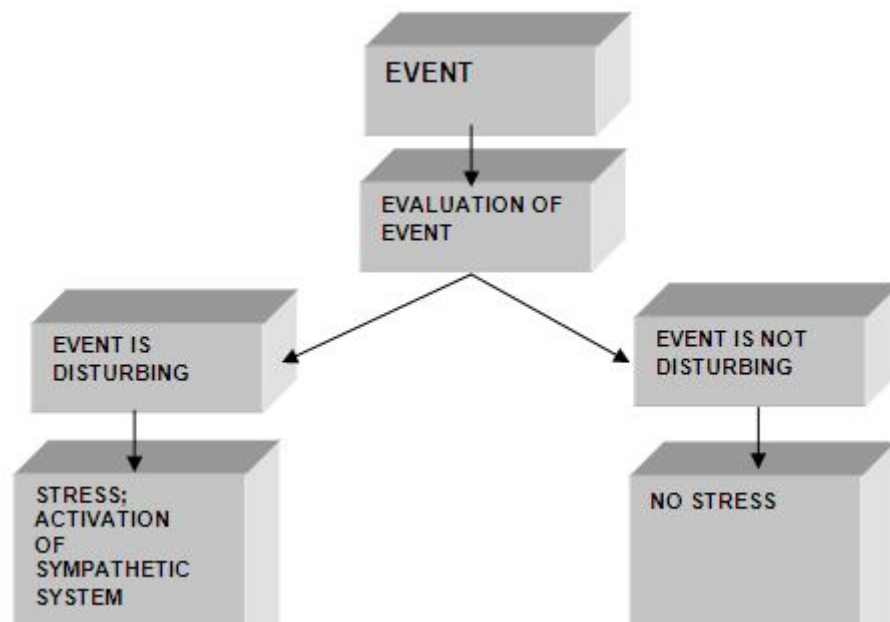 EVENT
EVALUATION OF
EVENT
EVENT IS
DISTURBING
EVENT IS NOT
DISTURBING
STRESS;
ACTIVATION
OF
SYMPATHETIC
SYSTEM
NO STRESS